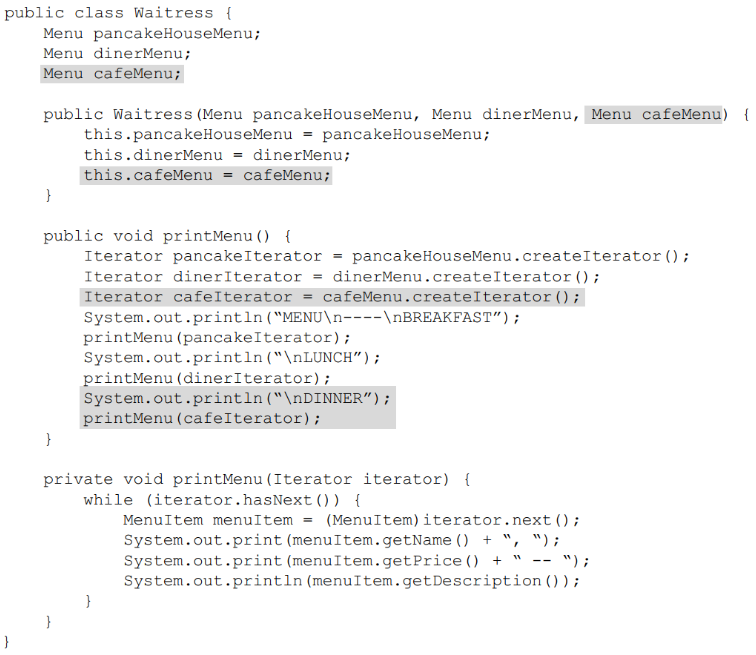 public class Waitress {
    Menu pancakeHouseMenu;
    Menu dinerMenu;
    Menu cafeMenu;

    public Waitress(Menu pancakeHouseMenu, Menu dinerMenu, Menu cafeMenu) {
        this.pancakeHouseMenu = pancakeHouseMenu;
        this.dinerMenu = dinerMenu;
        this.cafeMenu = cafeMenu;
    }

    public void printMenu() {
        Iterator pancakeIterator = pancakeHouseMenu.createIterator();
        Iterator dinerIterator = dinerMenu.createIterator();
        Iterator cafeIterator = cafeMenu.createIterator();
        System.out.println(“MENU\n----\nBREAKFAST”);
        printMenu(pancakeIterator);
        System.out.println(“\nLUNCH”);
        printMenu(dinerIterator);
        System.out.println(“\nDINNER”);
        printMenu(cafeIterator);
    }

    private void printMenu(Iterator iterator) {
        while (iterator.hasNext()) {
            MenuItem menuItem = (MenuItem)iterator.next();
            System.out.print(menuItem.getName() + “, “);
            System.out.print(menuItem.getPrice() + “ -- “);
            System.out.println(menuItem.getDescription());
        }
    }
}